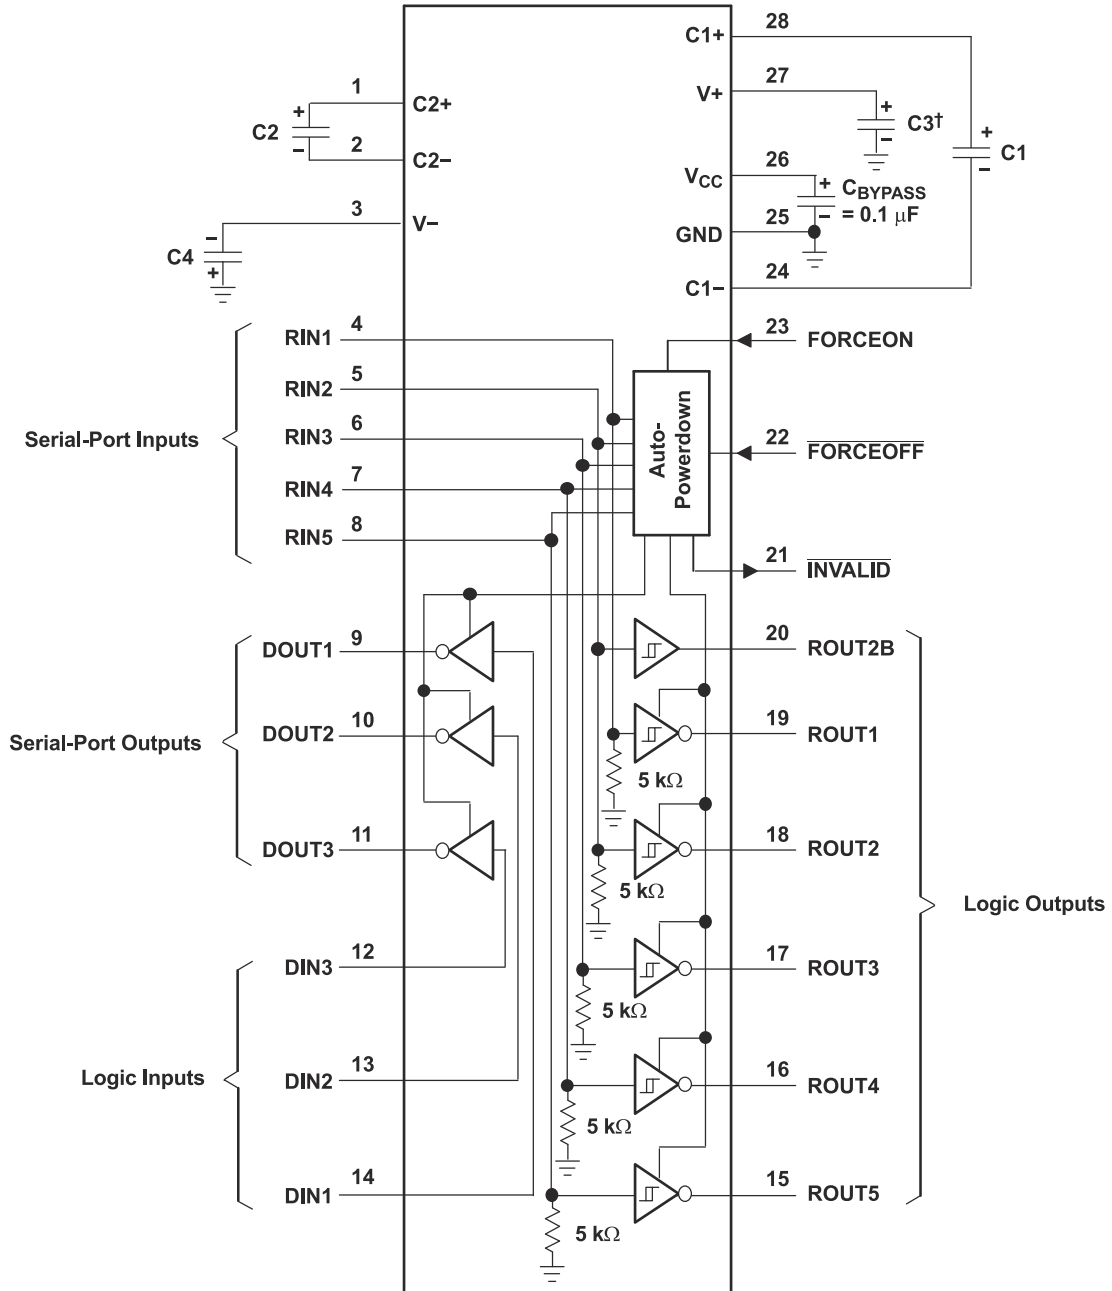 28
C1+
27
V+
+
C3†
−
1
C2+
+
C2
−
2
C2−
+
C1
−
26
VCC
+
CBYPASS
= 0.1 µF
−
25
GND
3
V−
−
C4
+
24
C1−
4
RIN1
23
FORCEON
5
RIN2
6
RIN3
Serial-Port Inputs
22
FORCEOFF
Auto-
Powerdown
7
RIN4
8
RIN5
21
INVALID
9
DOUT1
20
ROUT2B
10
DOUT2
Serial-Port Outputs
19
ROUT1
5 kΩ
11
DOUT3
18
ROUT2
5 kΩ
Logic Outputs
12
DIN3
17
ROUT3
5 kΩ
13
DIN2
Logic Inputs
16
ROUT4
5 kΩ
14
DIN1
15
ROUT5
5 kΩ